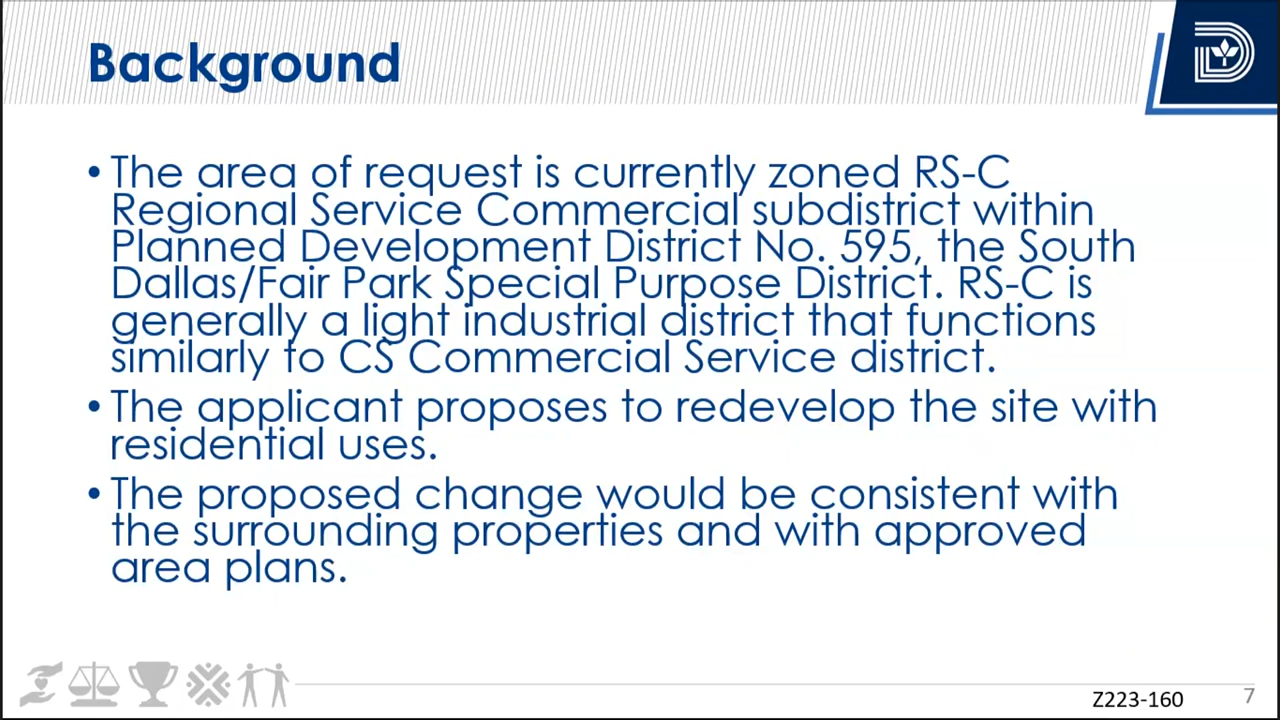 Background
• The area of request is currently zoned RS-C
Regional Service Commercial subdistrict within
Planned Development District No. 595, the South
Dallas/Fair Park Special Purpose District. RS-C is
generally a light industrial district that functions
similarly to CS Commercial Service district.
• The applicant proposes to redevelop the site with
residential uses.
• The proposed change would be consistent with
the surrounding properties and with approved
area plans.
Z223-160
7